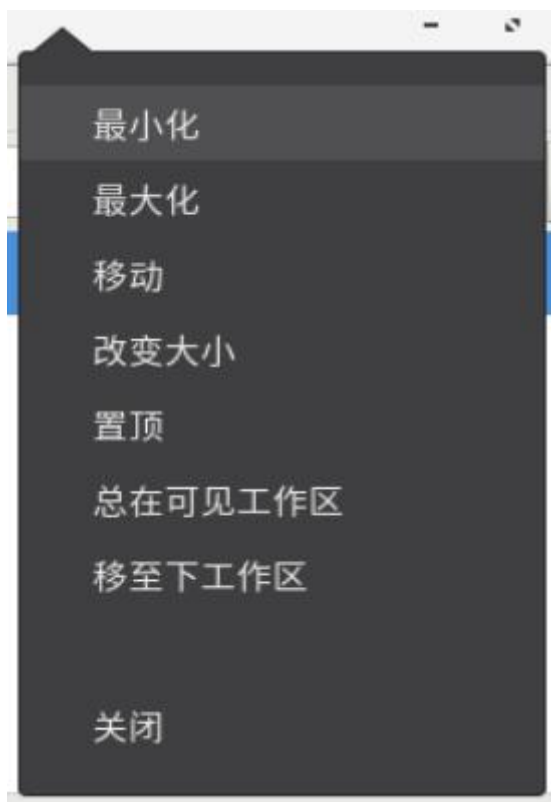 最小化
最大化
移动
改变大小
置顶
总在可见工作区
移至下工作区
关闭